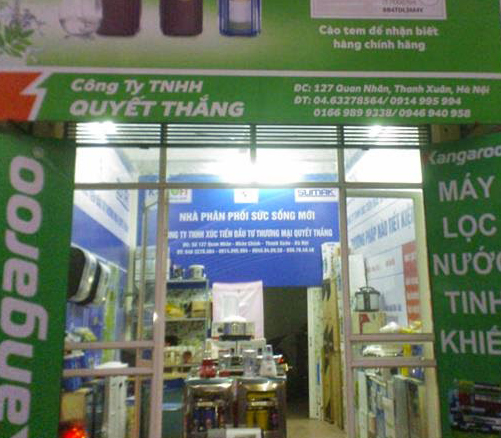 Cào tem để nhận biết
hàng chính hãng
Công Ty TNHH
QUYẾT THẮNG
ĐC: 127 Quan Nhân, Thanh Xuân, Hà Nội
ĐT: 04.63278564/ 0914 995 994
0166 989 9338/ 0946 940 958
Kangaroo
SUMAK
NHÀ PHÂN PHỐI SỨC SỐNG MỚI
CÔNG TY TNHH XÚC TIẾN ĐẦU TƯ THƯƠNG MẠI QUYẾT THẮNG
Kangaroo
MÁY
LỌC
NƯỚC
TINH
KHIẾ